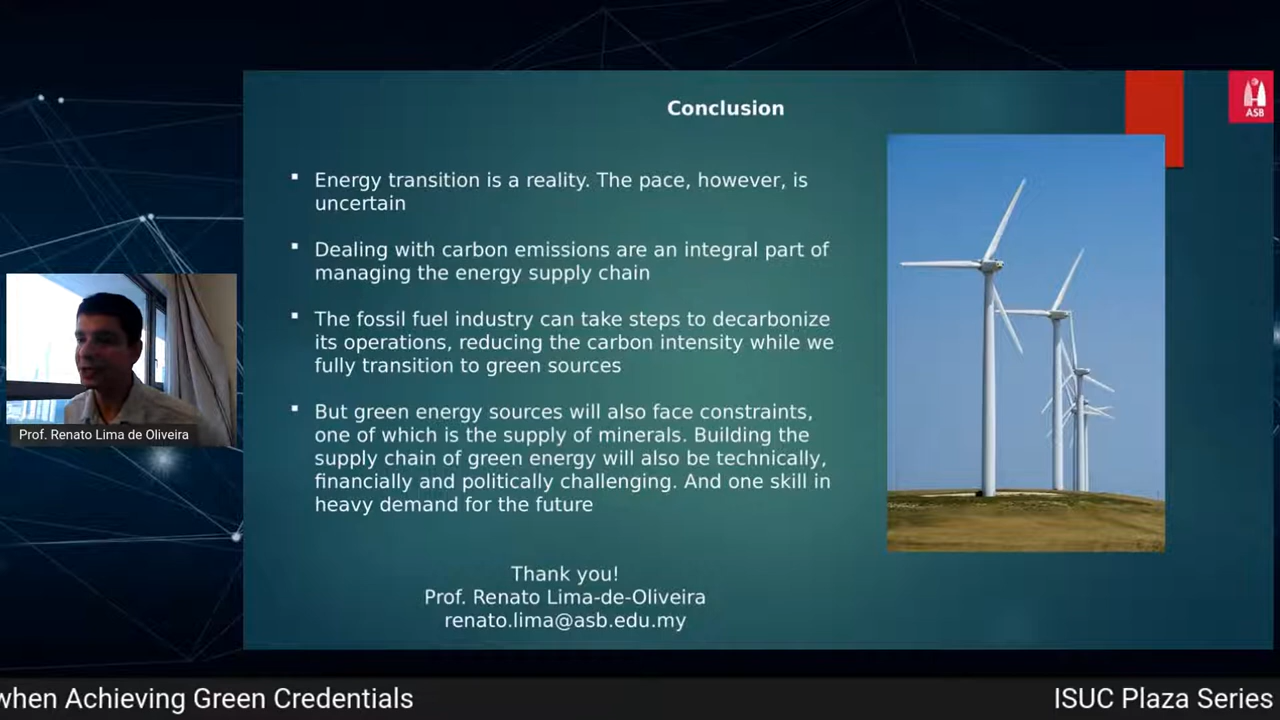 Conclusion
ASB
▪ Energy transition is a reality. The pace, however, is
uncertain
▪ Dealing with carbon emissions are an integral part of
managing the energy supply chain
▪ The fossil fuel industry can take steps to decarbonize
its operations, reducing the carbon intensity while we
fully transition to green sources
▪ But green energy sources will also face constraints,
one of which is the supply of minerals. Building the
supply chain of green energy will also be technically,
financially and politically challenging. And one skill in
heavy demand for the future
Thank you!
Prof. Renato Lima-de-Oliveira
renato.lima@asb.edu.my
Prof. Renato Lima de Oliveira
when Achieving Green Credentials
ISUC Plaza Series